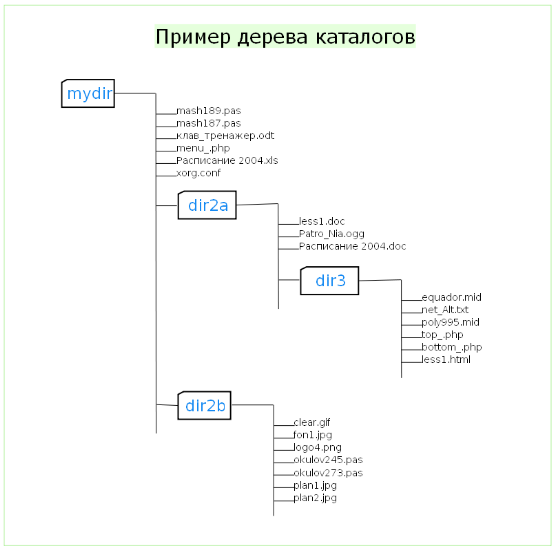 Пример дерева каталогов
mydir
mash189.pas
mash187.pas
клав_тренажер.odt
menu_.php
Расписание 2004.xls
xorg.conf
dir2a
less1.doc
Patro_Nia.ogg
Расписание 2004.doc
dir3
equador.mid
net_Alt.txt
poly995.mid
top_.php
bottom_.php
less1.html
dir2b
clear.gif
fon1.jpg
logo4.png
okulov245.pas
okulov273.pas
plan1.jpg
plan2.jpg